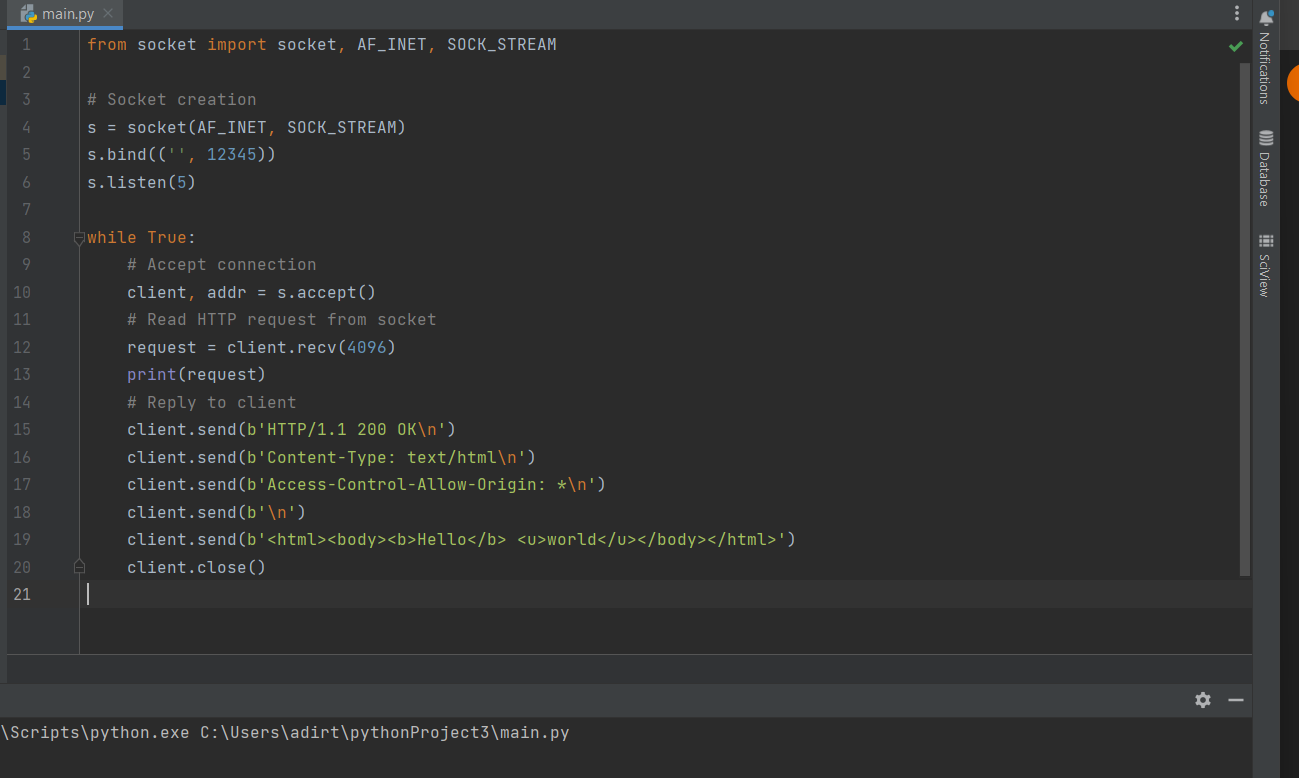 main.py
1 from socket import socket, AF_INET, SOCK_STREAM
2
3 # Socket creation
4 s = socket(AF_INET, SOCK_STREAM)
5 s.bind(('', 12345))
6 s.listen(5)
7
8 while True:
9     # Accept connection
10     client, addr = s.accept()
11     # Read HTTP request from socket
12     request = client.recv(4096)
13     print(request)
14     # Reply to client
15     client.send(b'HTTP/1.1 200 OK\n')
16     client.send(b'Content-Type: text/html\n')
17     client.send(b'Access-Control-Allow-Origin: *\n')
18     client.send(b'\n')
19     client.send(b'<html><body><b>Hello</b> <u>world</u></body></html>')
20     client.close()
21
Notifications
Database
SciView
\Scripts\python.exe C:\Users\adirt\pythonProject3\main.py